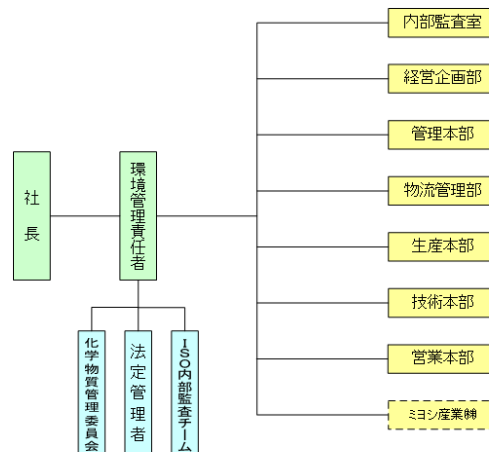 社長
環境管理責任者
化学物質管理委員会
法定管理者
ISO内部監査チーム
内部監査室
経営企画部
管理本部
物流管理部
生産本部
技術本部
営業本部
ミヨシ産業㈱